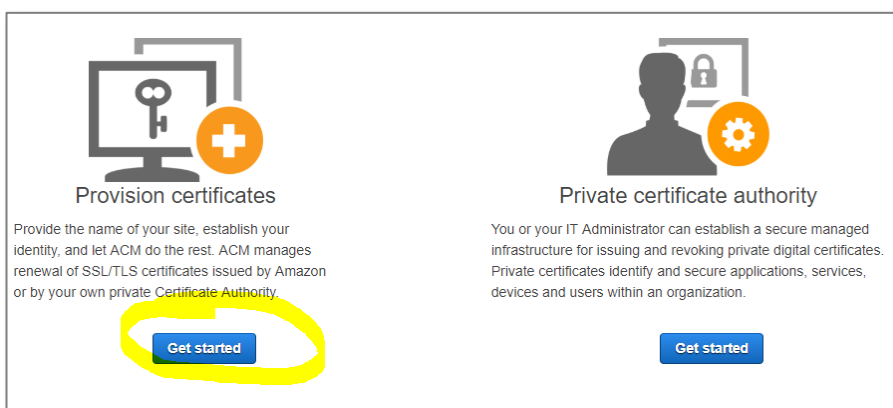 Provision certificates
Provide the name of your site, establish your
identity, and let ACM do the rest. ACM manages
renewal of SSL/TLS certificates issued by Amazon
or by your own private Certificate Authority.
Get started
Private certificate authority
You or your IT Administrator can establish a secure managed
infrastructure for issuing and revoking private digital certificates.
Private certificates identify and secure applications, services,
devices and users within an organization.
Get started